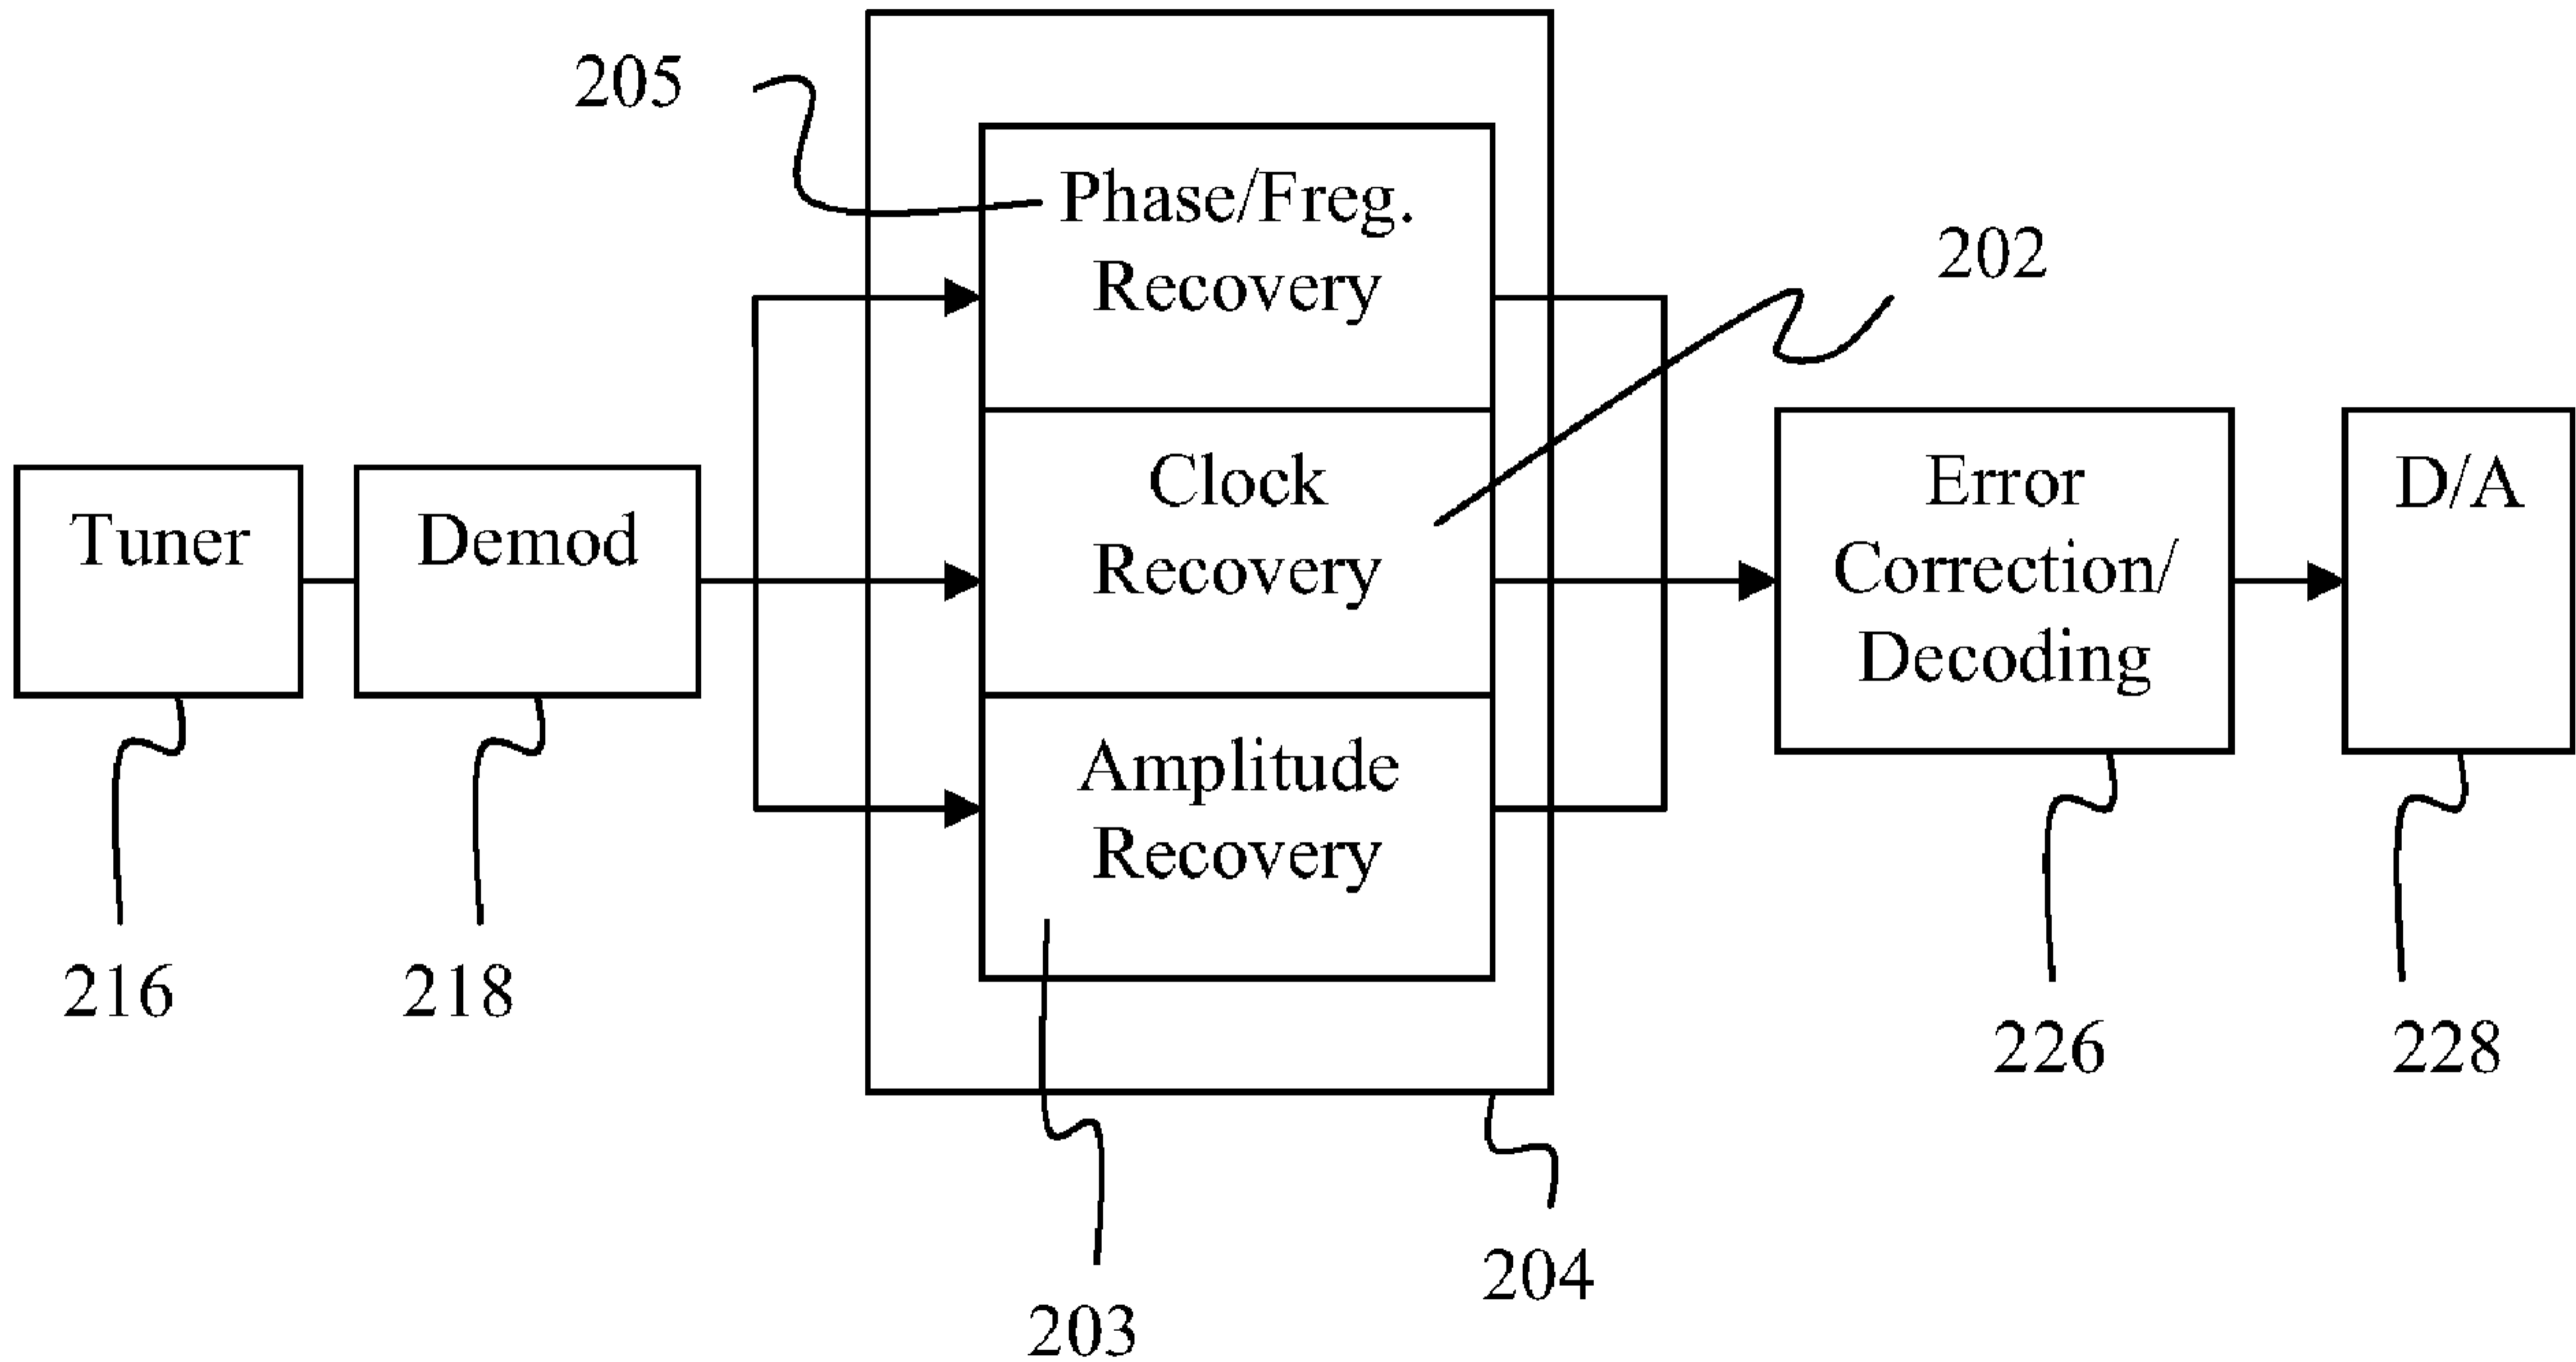 205
Phase/Freg.
Recovery
202
Clock
Recovery
Error
Correction/
Decoding
D/A
Tuner
Demod
Amplitude
Recovery
216
218
226
228
204
203